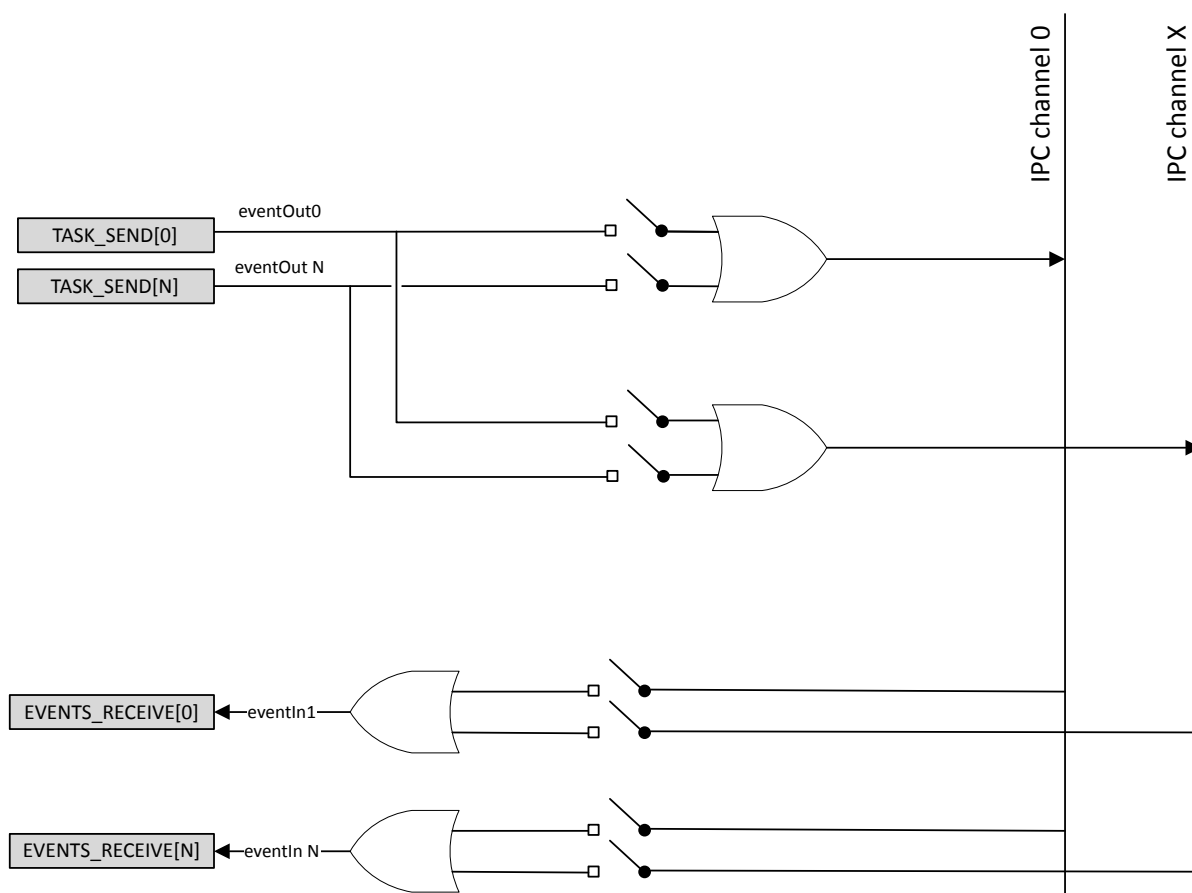 IPC channel 0
IPC channel X
eventOut0
TASK_SEND[0]
eventOut N
TASK_SEND[N]
EVENTS_RECEIVE[0]
eventIn1
EVENTS_RECEIVE[N]
eventIn N